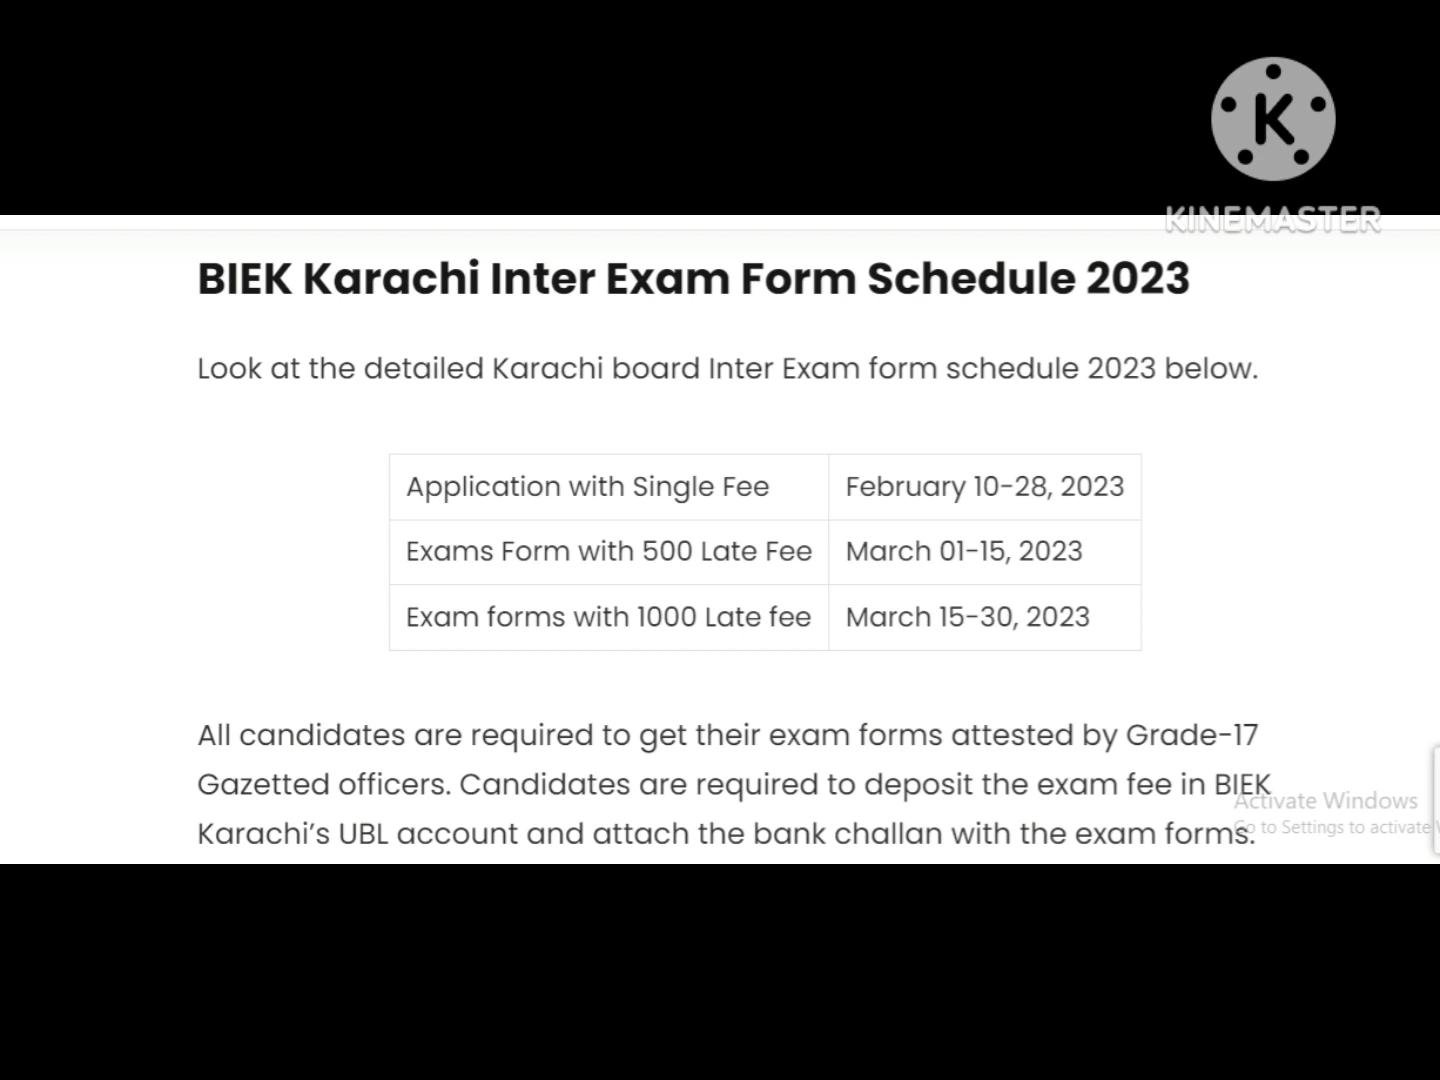 K
KINEMASTER
BIEK Karachi Inter Exam Form Schedule 2023
Look at the detailed Karachi board Inter Exam form schedule 2023 below.
Application with Single Fee February 10-28, 2023
Exams Form with 500 Late Fee March 01-15, 2023
Exam forms with 1000 Late fee March 15-30, 2023
All candidates are required to get their exam forms attested by Grade-17
Gazetted officers. Candidates are required to deposit the exam fee in BIEK
Activate Windows
Go to Settings to activate
Karachi's UBL account and attach the bank challan with the exam forms.